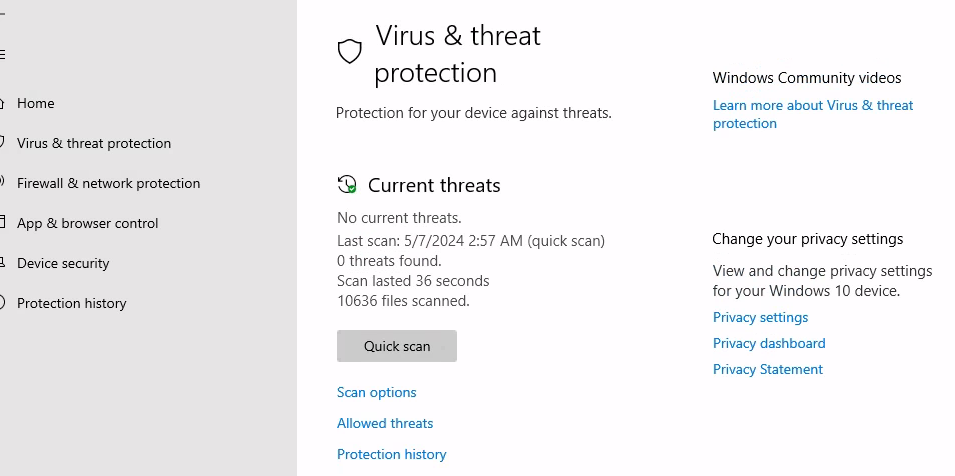 Home
Virus & threat protection
Firewall & network protection
App & browser control
Device security
Protection history
Virus & threat
protection
Protection for your device against threats.
Current threats
No current threats.
Last scan: 5/7/2024 2:57 AM (quick scan)
0 threats found.
Scan lasted 36 seconds
10636 files scanned.
Quick scan
Scan options
Allowed threats
Protection history
Windows Community videos
Learn more about Virus & threat
protection
Change your privacy settings
View and change privacy settings
for your Windows 10 device.
Privacy settings
Privacy dashboard
Privacy Statement